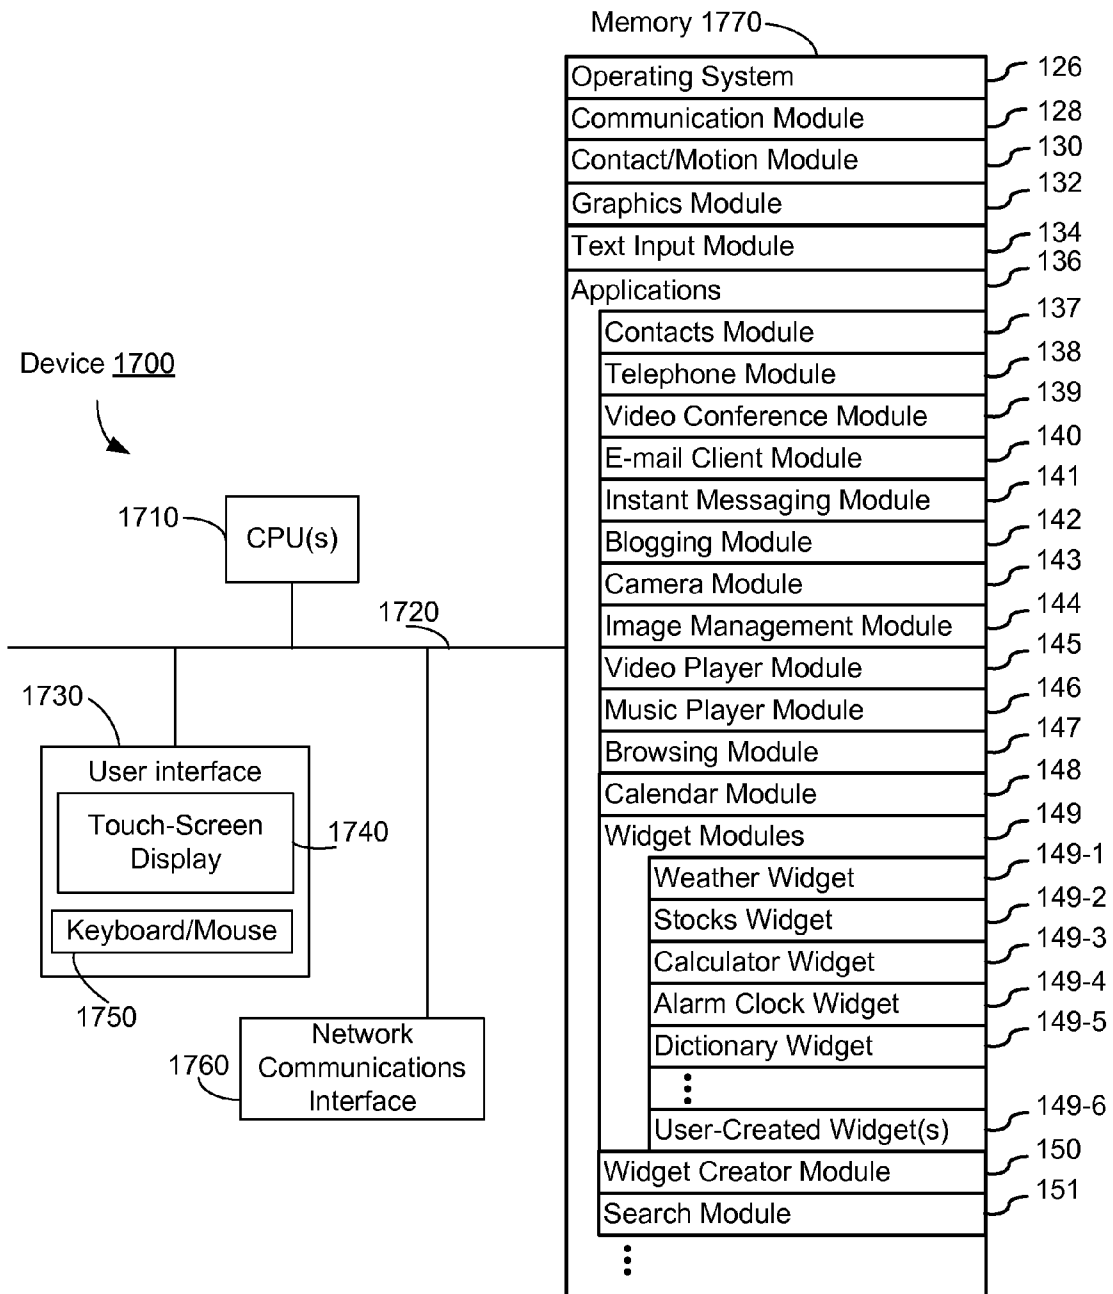 Memory 1770
Operating System 126
Communication Module 128
Contact/Motion Module 130
Graphics Module 132
Text Input Module 134
Applications 136
Contacts Module 137
Telephone Module 138
Video Conference Module 139
E-mail Client Module 140
Instant Messaging Module 141
Blogging Module 142
Camera Module 143
Image Management Module 144
Video Player Module 145
Music Player Module 146
Browsing Module 147
Calendar Module 148
Widget Modules 149
Weather Widget 149-1
Stocks Widget 149-2
Calculator Widget 149-3
Alarm Clock Widget 149-4
Dictionary Widget 149-5
User-Created Widget(s) 149-6
Widget Creator Module 150
Search Module 151
Device 1700
1710
CPU(s)
1720
1730
User interface
Touch-Screen
Display
1740
Keyboard/Mouse
1750
1760
Network
Communications
Interface